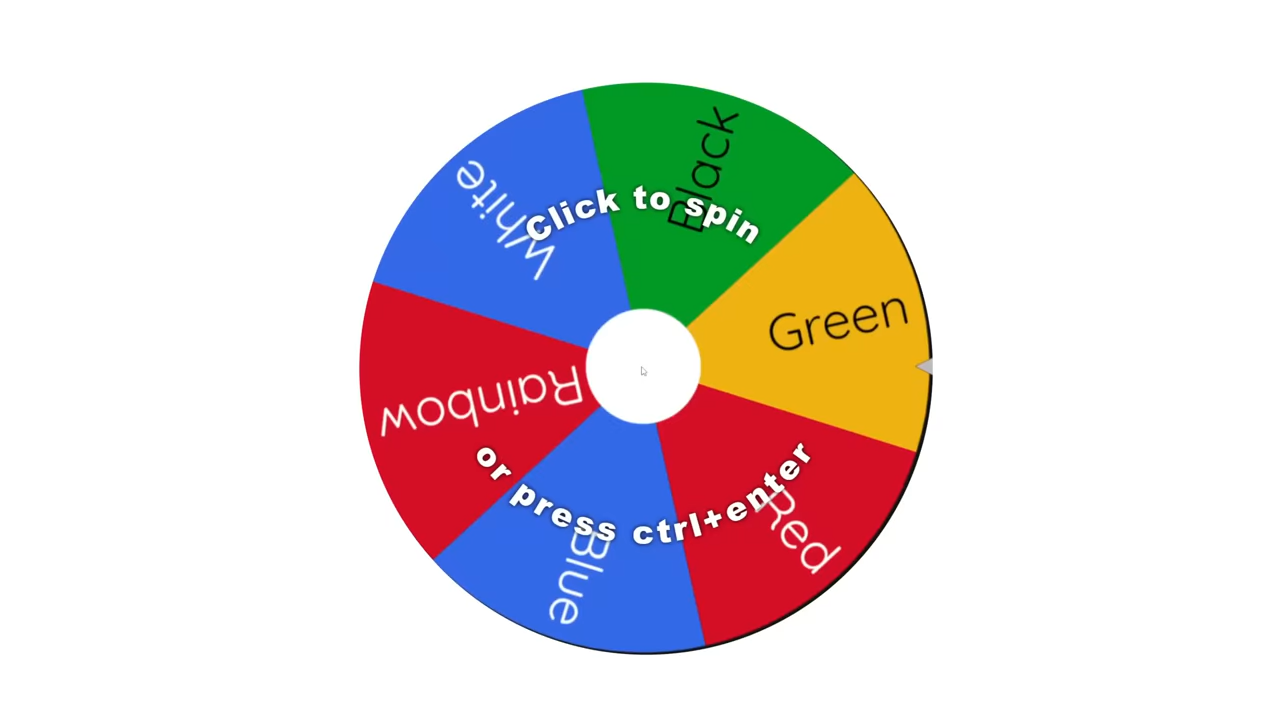 Click to spin
or press ctrl+enter
Black
Green
Red
Blue
Rainbow
White